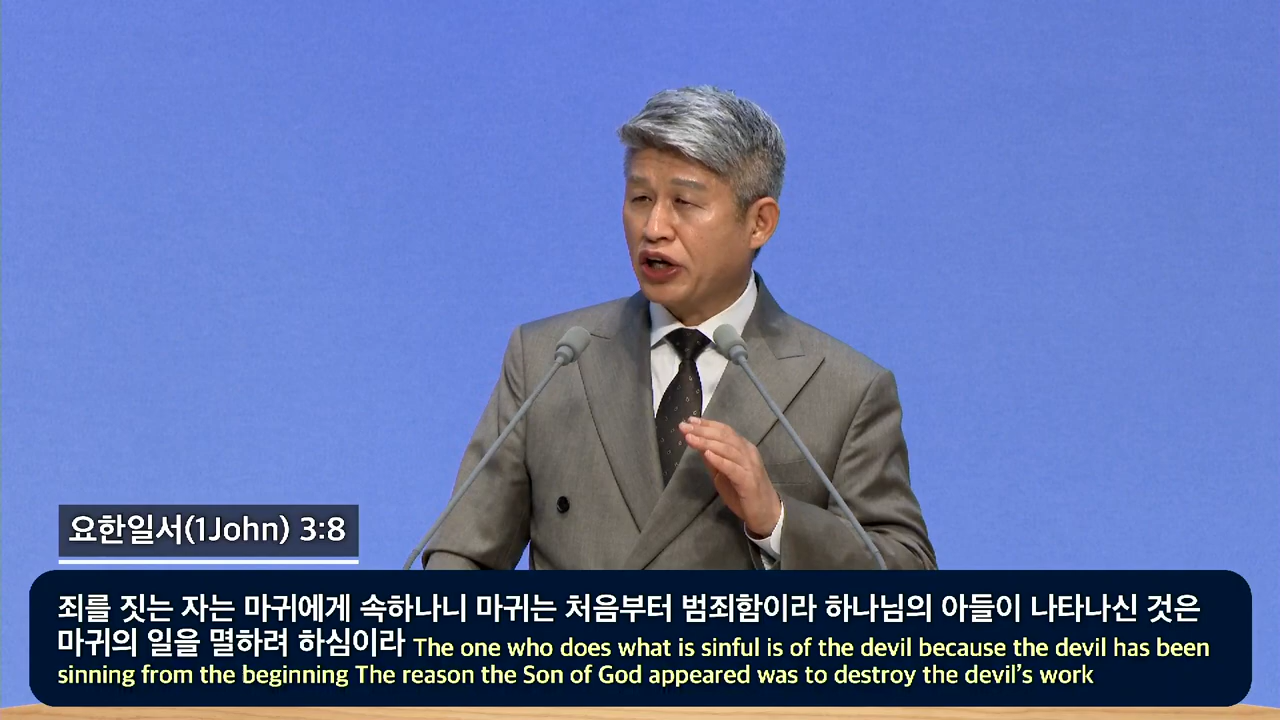 요한일서(1John) 3:8
죄를 짓는 자는 마귀에게 속하나니 마귀는 처음부터 범죄함이라 하나님의 아들이 나타나신 것은
마귀의 일을 멸하려 하심이라 The one who does what is sinful is of the devil because the devil has been
sinning from the beginning The reason the Son of God appeared was to destroy the devil's work